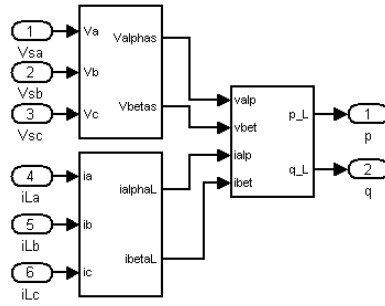 1
Vsa
2
Vsb
3
Vsc
Va
Vb
Vc
Valphas
Vbetas
4
iLa
5
iLb
6
iLc
ia
ib
ic
ialphaL
ibetaL
valp
vbet
ialp
ibet
p_L
q_L
1
p
2
q